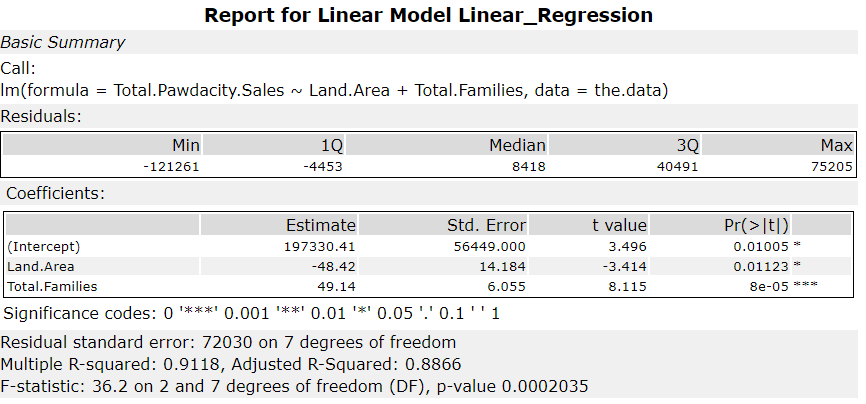 Report for Linear Model Linear_Regression
Basic Summary
Call:
lm(formula = Total.Pawdacity.Sales ~ Land.Area + Total.Families, data = the.data)
Residuals:
Min 1Q Median 3Q Max
-121261 -4453 8418 40491 75205
Coefficients:
Estimate Std. Error t value Pr(>|t|)
(Intercept) 197330.41 56449.000 3.496 0.01005 *
Land.Area -48.42 14.184 -3.414 0.01123 *
Total.Families 49.14 6.055 8.115 8e-05 ***
Significance codes: 0 '***' 0.001 '**' 0.01 '*' 0.05 '.' 0.1 ' ' 1
Residual standard error: 72030 on 7 degrees of freedom
Multiple R-squared: 0.9118, Adjusted R-Squared: 0.8866
F-statistic: 36.2 on 2 and 7 degrees of freedom (DF), p-value 0.0002035